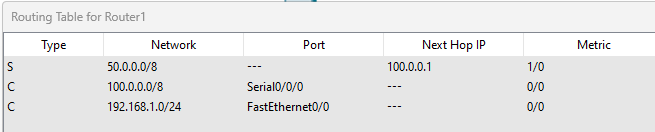 Routing Table for Router1
Type Network Port Next Hop IP Metric
S 50.0.0.0/8 --- 100.0.0.1 1/0
C 100.0.0.0/8 Serial0/0/0 --- 0/0
C 192.168.1.0/24 FastEthernet0/0 --- 0/0